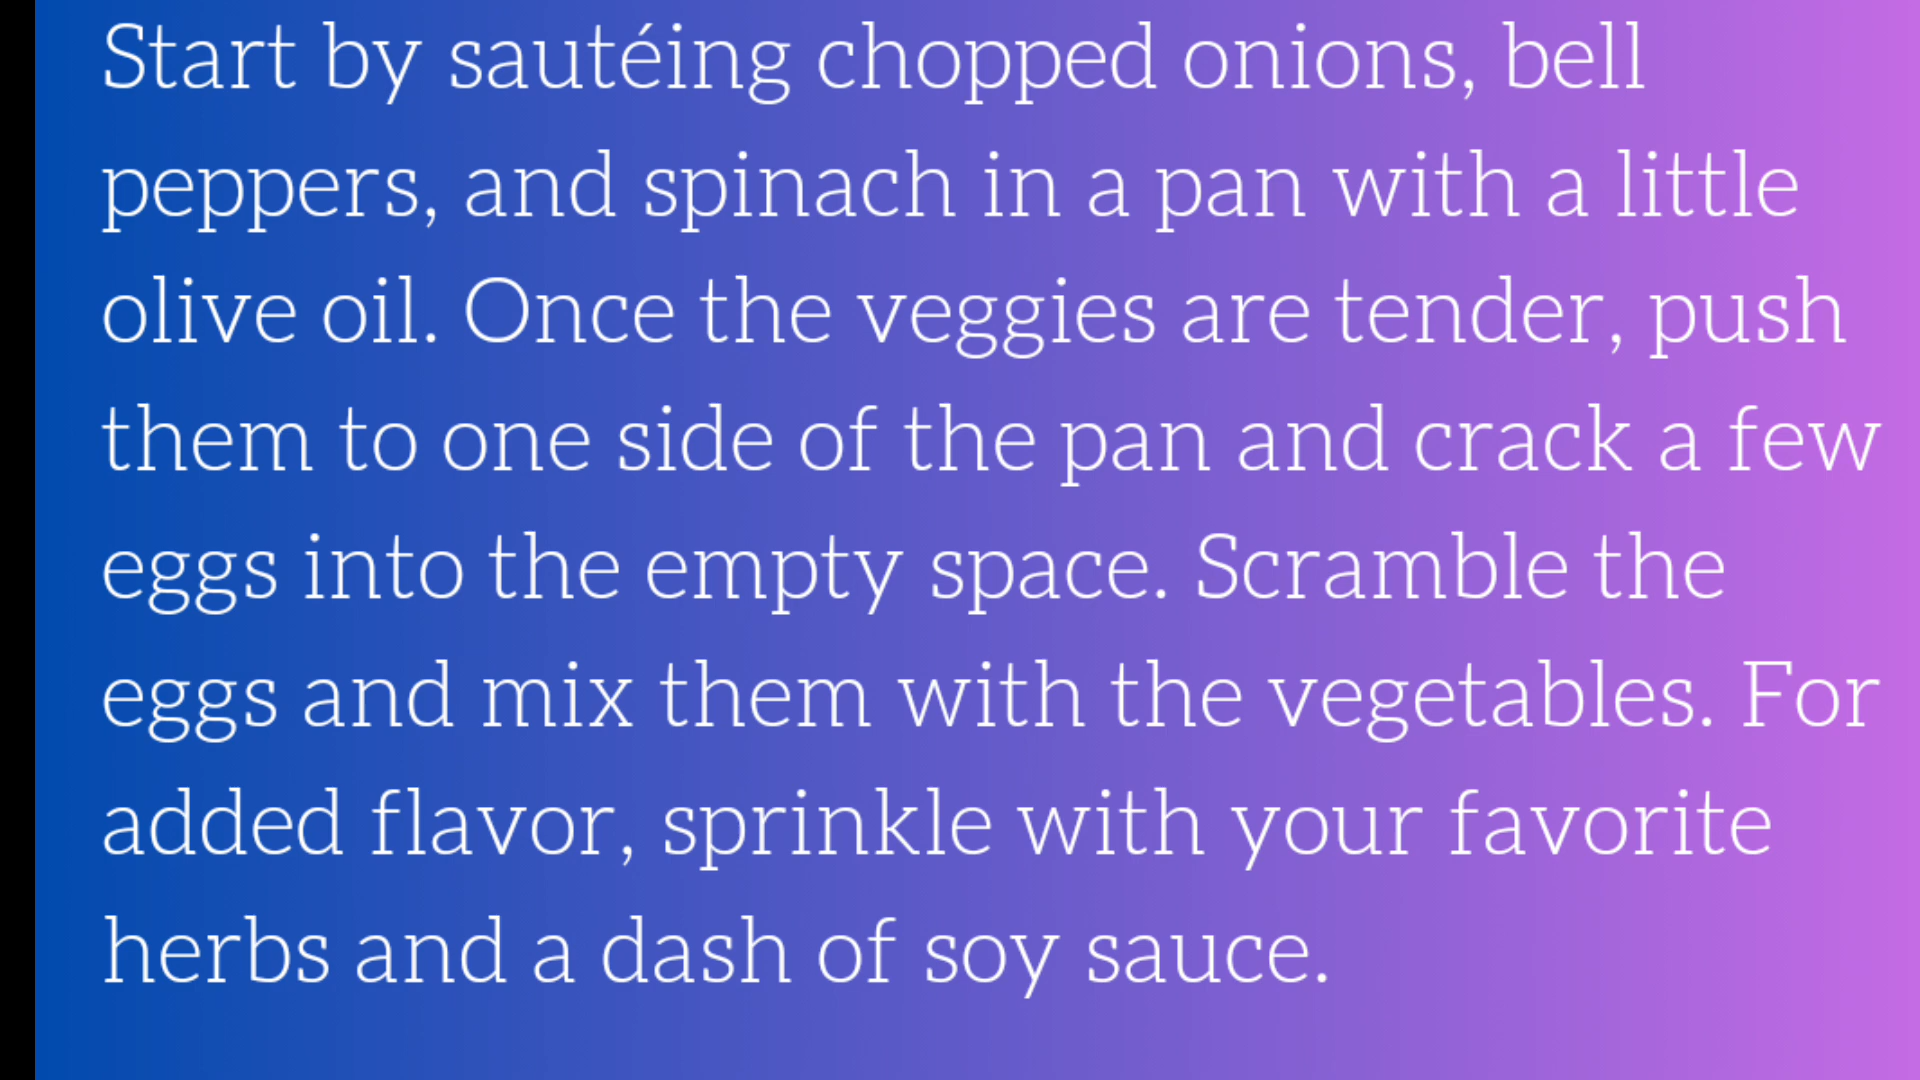 Start by sautéing chopped onions, bell
peppers, and spinach in a pan with a little
olive oil. Once the veggies are tender, push
them to one side of the pan and crack a few
eggs into the empty space. Scramble the
eggs and mix them with the vegetables. For
added flavor, sprinkle with your favorite
herbs and a dash of soy sauce.